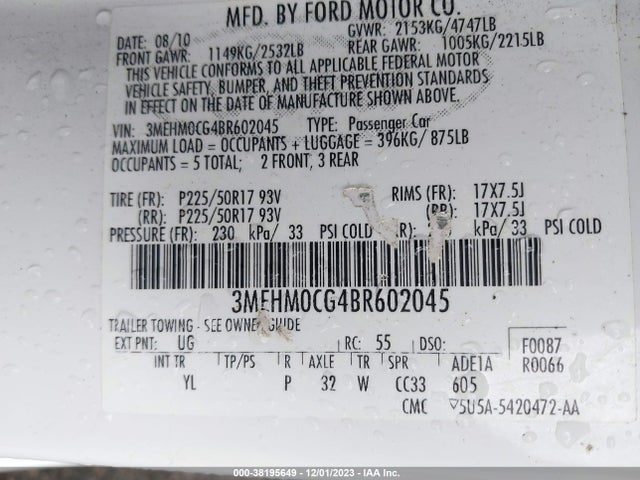 MFD. BY FORD MOTOR CO.
DATE: 08/10 GVWR: 2153KG/4747LB
FRONT GAWR: 1149KG/2532LB REAR GAWR: 1005KG/2215LB
THIS VEHICLE CONFORMS TO ALL APPLICABLE FEDERAL MOTOR
VEHICLE SAFETY, BUMPER, AND THEFT PREVENTION STANDARDS
IN EFFECT ON THE DATE OF MANUFACTURE SHOWN ABOVE.
VIN: 3MEHM0CG4BR602045 TYPE: Passenger Car
MAXIMUM LOAD = OCCUPANTS + LUGGAGE = 396KG/ 875LB
OCCUPANTS = 5 TOTAL; 2 FRONT, 3 REAR
TIRE (FR): P225/50R17 93V RIMS (FR): 17X7.5J
(RR): P225/50R17 93V (RR): 17X7.5J
PRESSURE (FR): 230 kPa/ 33 PSI COLD kPa/ 33 PSI COLD
3MEHM0CG4BR602045
TRAILER TOWING - SEE OWNER GUIDE
EXT PNT: UG RC: 55 DSO: F0087
INT TR TP/PS R AXLE TR SPR ADE1A R0066
YL P 32 W CC33 605
CMC ▽5U5A-5420472-AA
000-38195649 - 12/01/2023 - IAA Inc.